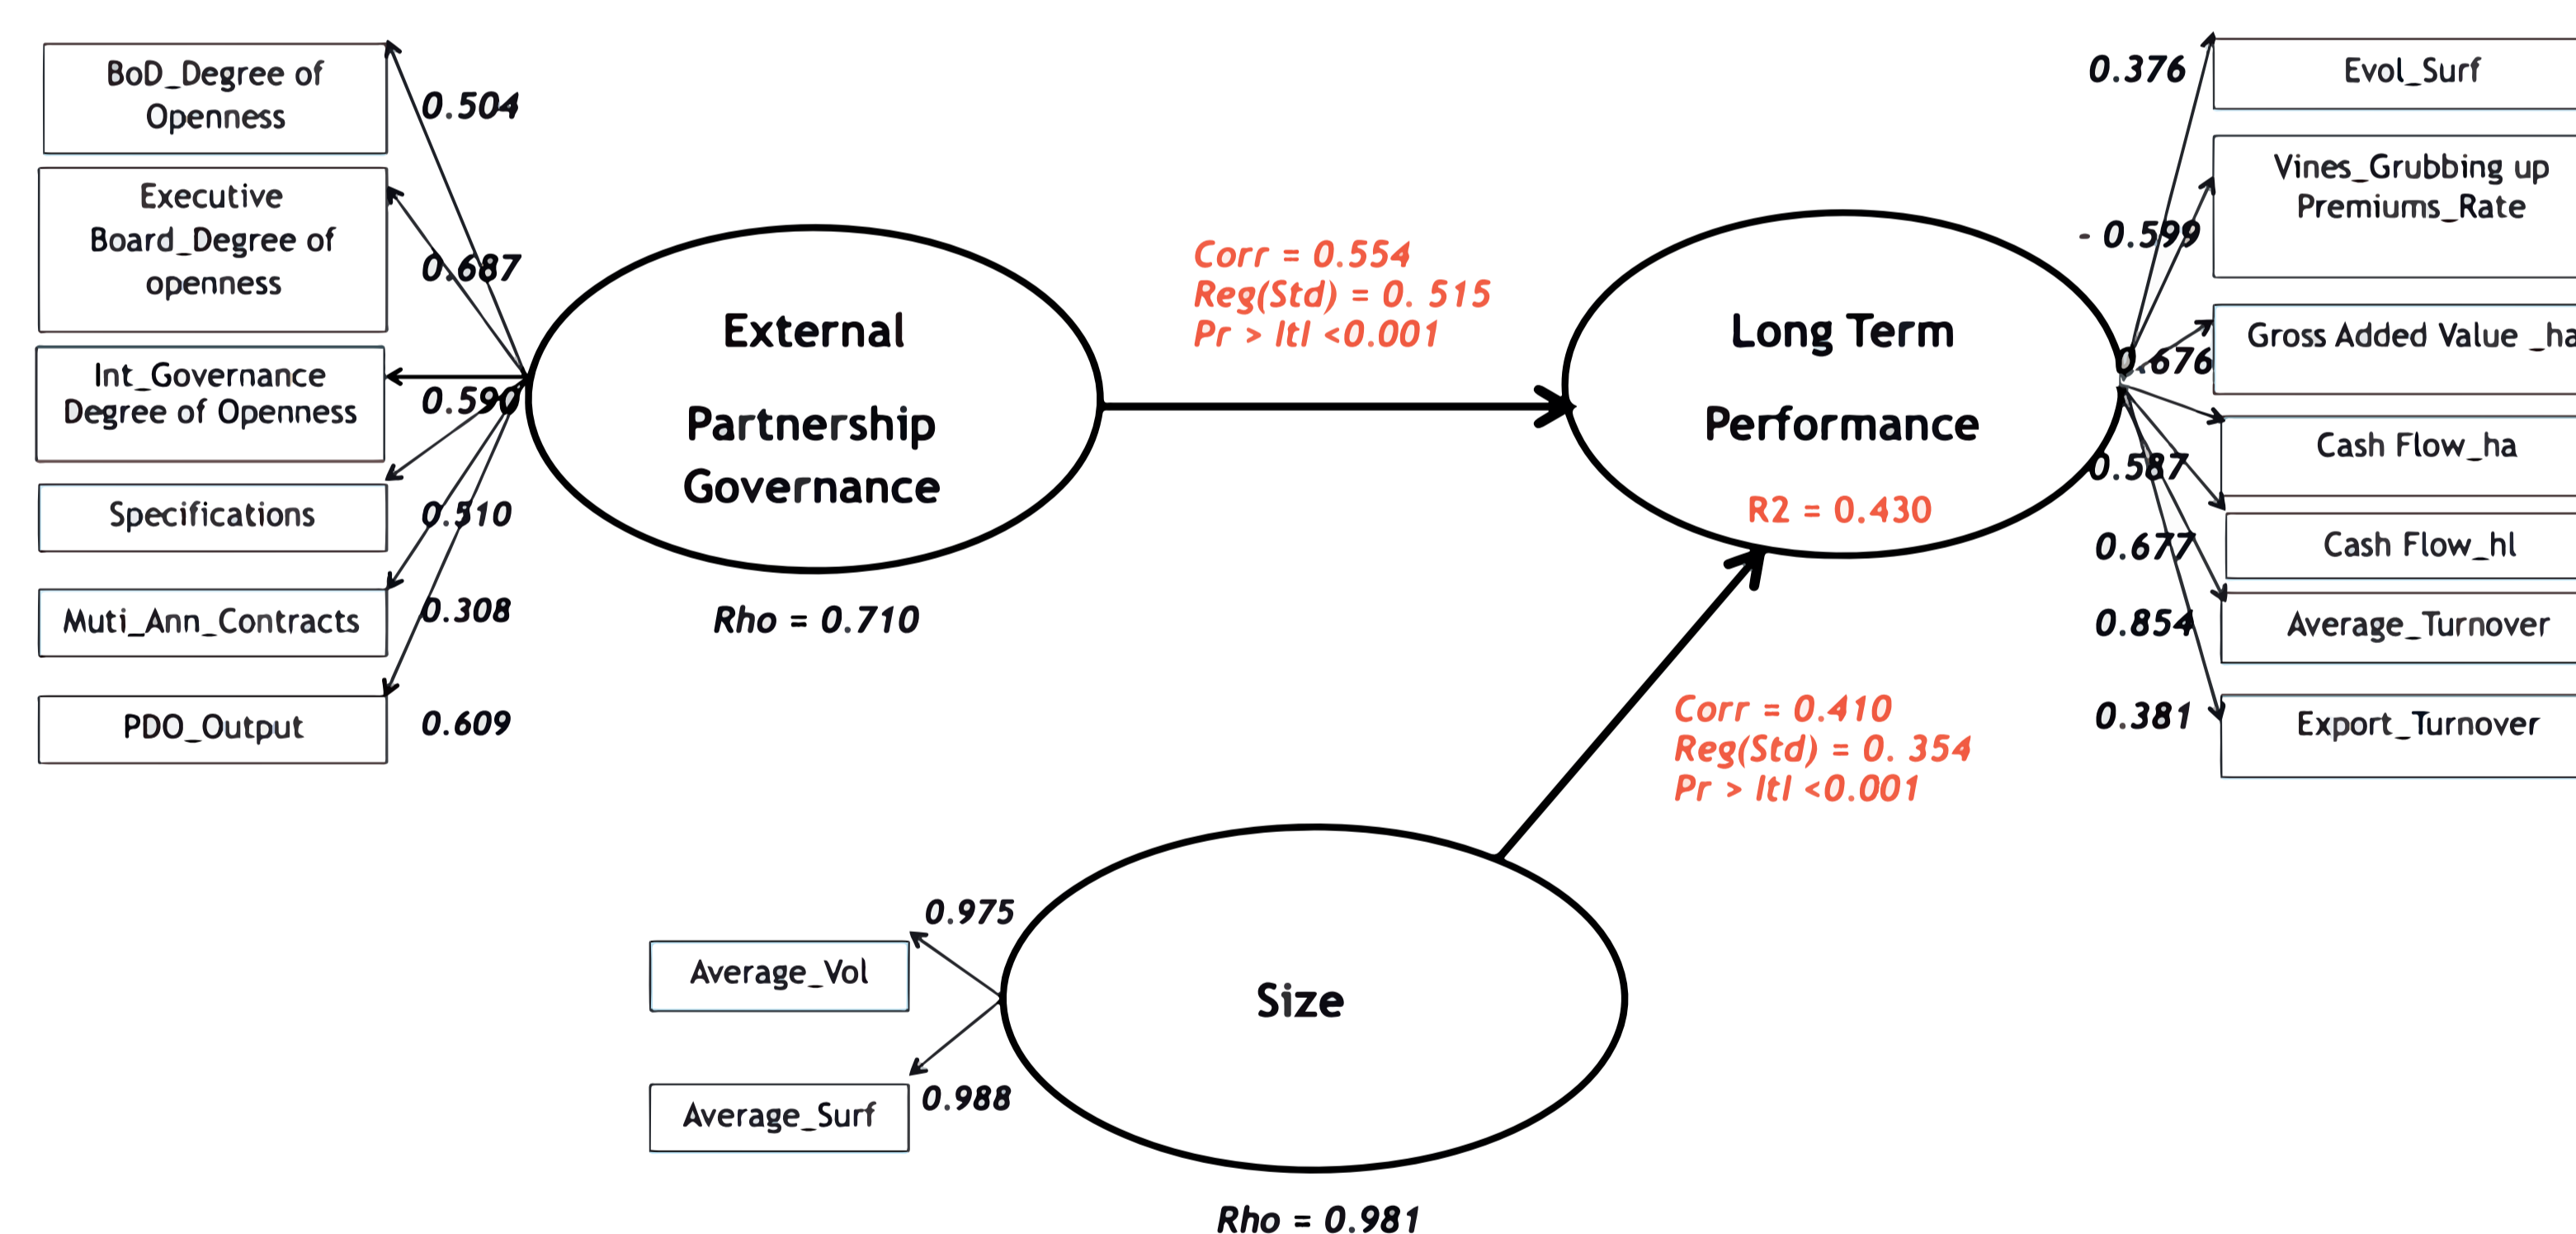 BoD_Degree of
Openness
0.504
Executive
Board_Degree of
openness
0.687
Int_Governance
Degree of Openness
0.590
Specifications
0.510
Muti_Ann_Contracts
0.308
PDO_Output
0.609
External
Partnership
Governance
Rho = 0.710
Corr = 0.554
Reg(Std) = 0. 515
Pr > ItI <0.001
Long Term
Performance
R2 = 0.430
0.376
Evol_Surf
- 0.599
Vines_Grubbing up
Premiums_Rate
0.676
Gross Added Value _ha
0.587
Cash Flow_ha
0.677
Cash Flow_hl
0.854
Average_Turnover
0.381
Export_Turnover
Corr = 0.410
Reg(Std) = 0. 354
Pr > ItI <0.001
0.975
Average_Vol
Average_Surf
0.988
Size
Rho = 0.981